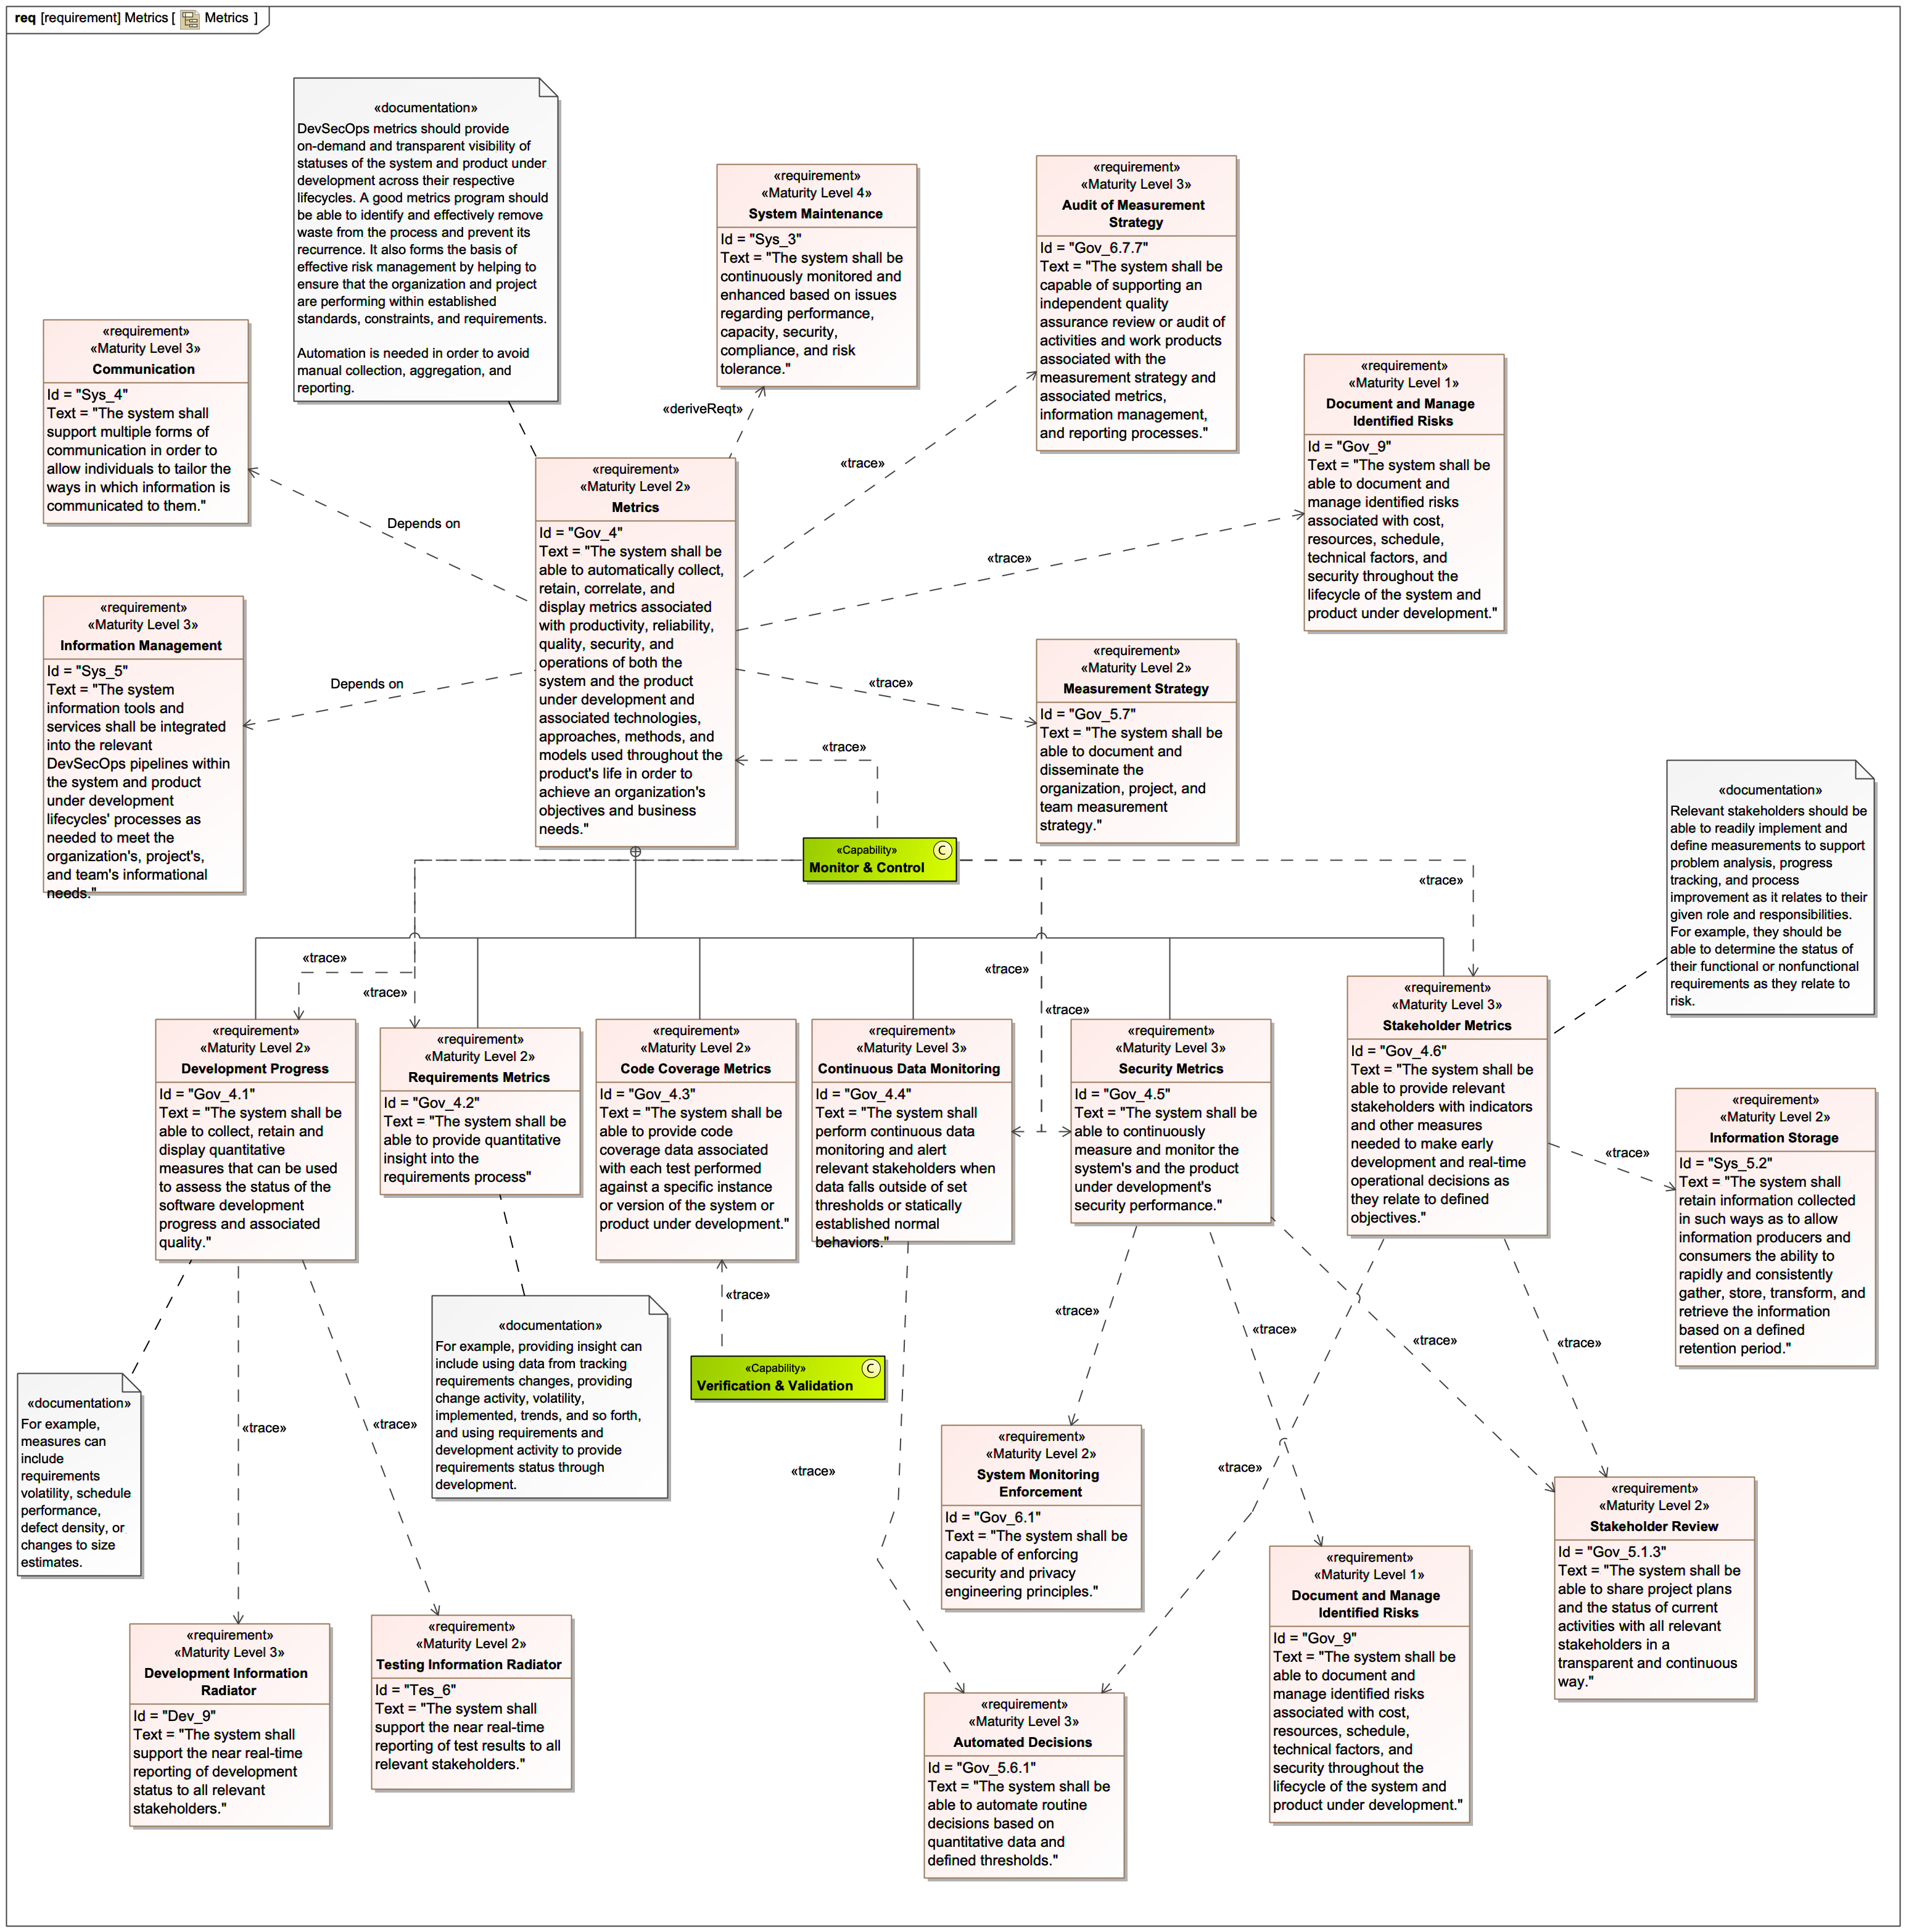 req [requirement] Metrics [ Metrics ]
«documentation»
DevSecOps metrics should provide
on-demand and transparent visibility of
statuses of the system and product under
development across their respective
lifecycles. A good metrics program should
be able to identify and effectively remove
waste from the process and prevent its
recurrence. It also forms the basis of
effective risk management by helping to
ensure that the organization and project
are performing within established
standards, constraints, and requirements.
Automation is needed in order to avoid
manual collection, aggregation, and
reporting.
«requirement»
«Maturity Level 4»
System Maintenance
Id = "Sys_3"
Text = "The system shall be
continuously monitored and
enhanced based on issues
regarding performance,
capacity, security,
compliance, and risk
tolerance."
«requirement»
«Maturity Level 3»
Audit of Measurement
Strategy
Id = "Gov_6.7.7"
Text = "The system shall be
capable of supporting an
independent quality
assurance review or audit of
activities and work products
associated with the
measurement strategy and
associated metrics,
information management,
and reporting processes."
«requirement»
«Maturity Level 3»
Communication
Id = "Sys_4"
Text = "The system shall
support multiple forms of
communication in order to
allow individuals to tailor the
ways in which information is
communicated to them."
«requirement»
«Maturity Level 1»
Document and Manage
Identified Risks
Id = "Gov_9"
Text = "The system shall be
able to document and
manage identified risks
associated with cost,
resources, schedule,
technical factors, and
security throughout the
lifecycle of the system and
product under development."
«deriveReqt»
«trace»
Depends on
«trace»
«requirement»
«Maturity Level 2»
Metrics
Id = "Gov_4"
Text = "The system shall be
able to automatically collect,
retain, correlate, and
display metrics associated
with productivity, reliability,
quality, security, and
operations of both the
system and the product
under development and
associated technologies,
approaches, methods, and
models used throughout the
product's life in order to
achieve an organization's
objectives and business
needs."
«requirement»
«Maturity Level 3»
Information Management
Id = "Sys_5"
Text = "The system
information tools and
services shall be integrated
into the relevant
DevSecOps pipelines within
the system and product
under development
lifecycles' processes as
needed to meet the
organization's, project's,
and team's informational
needs."
Depends on
«trace»
«requirement»
«Maturity Level 2»
Measurement Strategy
Id = "Gov_5.7"
Text = "The system shall be
able to document and
disseminate the
organization, project, and
team measurement
strategy."
«trace»
«documentation»
Relevant stakeholders should be
able to readily implement and
define measurements to support
problem analysis, progress
tracking, and process
improvement as it relates to their
given role and responsibilities.
For example, they should be
able to determine the status of
their functional or nonfunctional
requirements as they relate to
risk.
«Capability»
C
Monitor & Control
«trace»
«trace»
«trace»
«trace»
«trace»
«requirement»
«Maturity Level 2»
Development Progress
Id = "Gov_4.1"
Text = "The system shall be
able to collect, retain and
display quantitative
measures that can be used
to assess the status of the
software development
progress and associated
quality."
«requirement»
«Maturity Level 2»
Requirements Metrics
Id = "Gov_4.2"
Text = "The system shall be
able to provide quantitative
insight into the
requirements process"
«requirement»
«Maturity Level 2»
Code Coverage Metrics
Id = "Gov_4.3"
Text = "The system shall be
able to provide code
coverage data associated
with each test performed
against a specific instance
or version of the system or
product under development."
«requirement»
«Maturity Level 3»
Continuous Data Monitoring
Id = "Gov_4.4"
Text = "The system shall
perform continuous data
monitoring and alert
relevant stakeholders when
data falls outside of set
thresholds or statically
established normal
behaviors."
«requirement»
«Maturity Level 3»
Security Metrics
Id = "Gov_4.5"
Text = "The system shall be
able to continuously
measure and monitor the
system's and the product
under development's
security performance."
«requirement»
«Maturity Level 3»
Stakeholder Metrics
Id = "Gov_4.6"
Text = "The system shall be
able to provide relevant
stakeholders with indicators
and other measures
needed to make early
development and real-time
operational decisions as
they relate to defined
objectives."
«trace»
«requirement»
«Maturity Level 2»
Information Storage
Id = "Sys_5.2"
Text = "The system shall
retain information collected
in such ways as to allow
information producers and
consumers the ability to
rapidly and consistently
gather, store, transform, and
retrieve the information
based on a defined
retention period."
«trace»
«trace»
«trace»
«trace»
«trace»
«documentation»
For example, providing insight can
include using data from tracking
requirements changes, providing
change activity, volatility,
implemented, trends, and so forth,
and using requirements and
development activity to provide
requirements status through
development.
«Capability»
C
Verification & Validation
«documentation»
For example,
measures can
include
requirements
volatility, schedule
performance,
defect density, or
changes to size
estimates.
«trace»
«trace»
«trace»
«trace»
«requirement»
«Maturity Level 2»
System Monitoring
Enforcement
Id = "Gov_6.1"
Text = "The system shall be
capable of enforcing
security and privacy
engineering principles."
«requirement»
«Maturity Level 2»
Stakeholder Review
Id = "Gov_5.1.3"
Text = "The system shall be
able to share project plans
and the status of current
activities with all relevant
stakeholders in a
transparent and continuous
way."
«requirement»
«Maturity Level 1»
Document and Manage
Identified Risks
Id = "Gov_9"
Text = "The system shall be
able to document and
manage identified risks
associated with cost,
resources, schedule,
technical factors, and
security throughout the
lifecycle of the system and
product under development."
«requirement»
«Maturity Level 3»
Development Information
Radiator
Id = "Dev_9"
Text = "The system shall
support the near real-time
reporting of development
status to all relevant
stakeholders."
«requirement»
«Maturity Level 2»
Testing Information Radiator
Id = "Tes_6"
Text = "The system shall
support the near real-time
reporting of test results to all
relevant stakeholders."
«requirement»
«Maturity Level 3»
Automated Decisions
Id = "Gov_5.6.1"
Text = "The system shall be
able to automate routine
decisions based on
quantitative data and
defined thresholds."